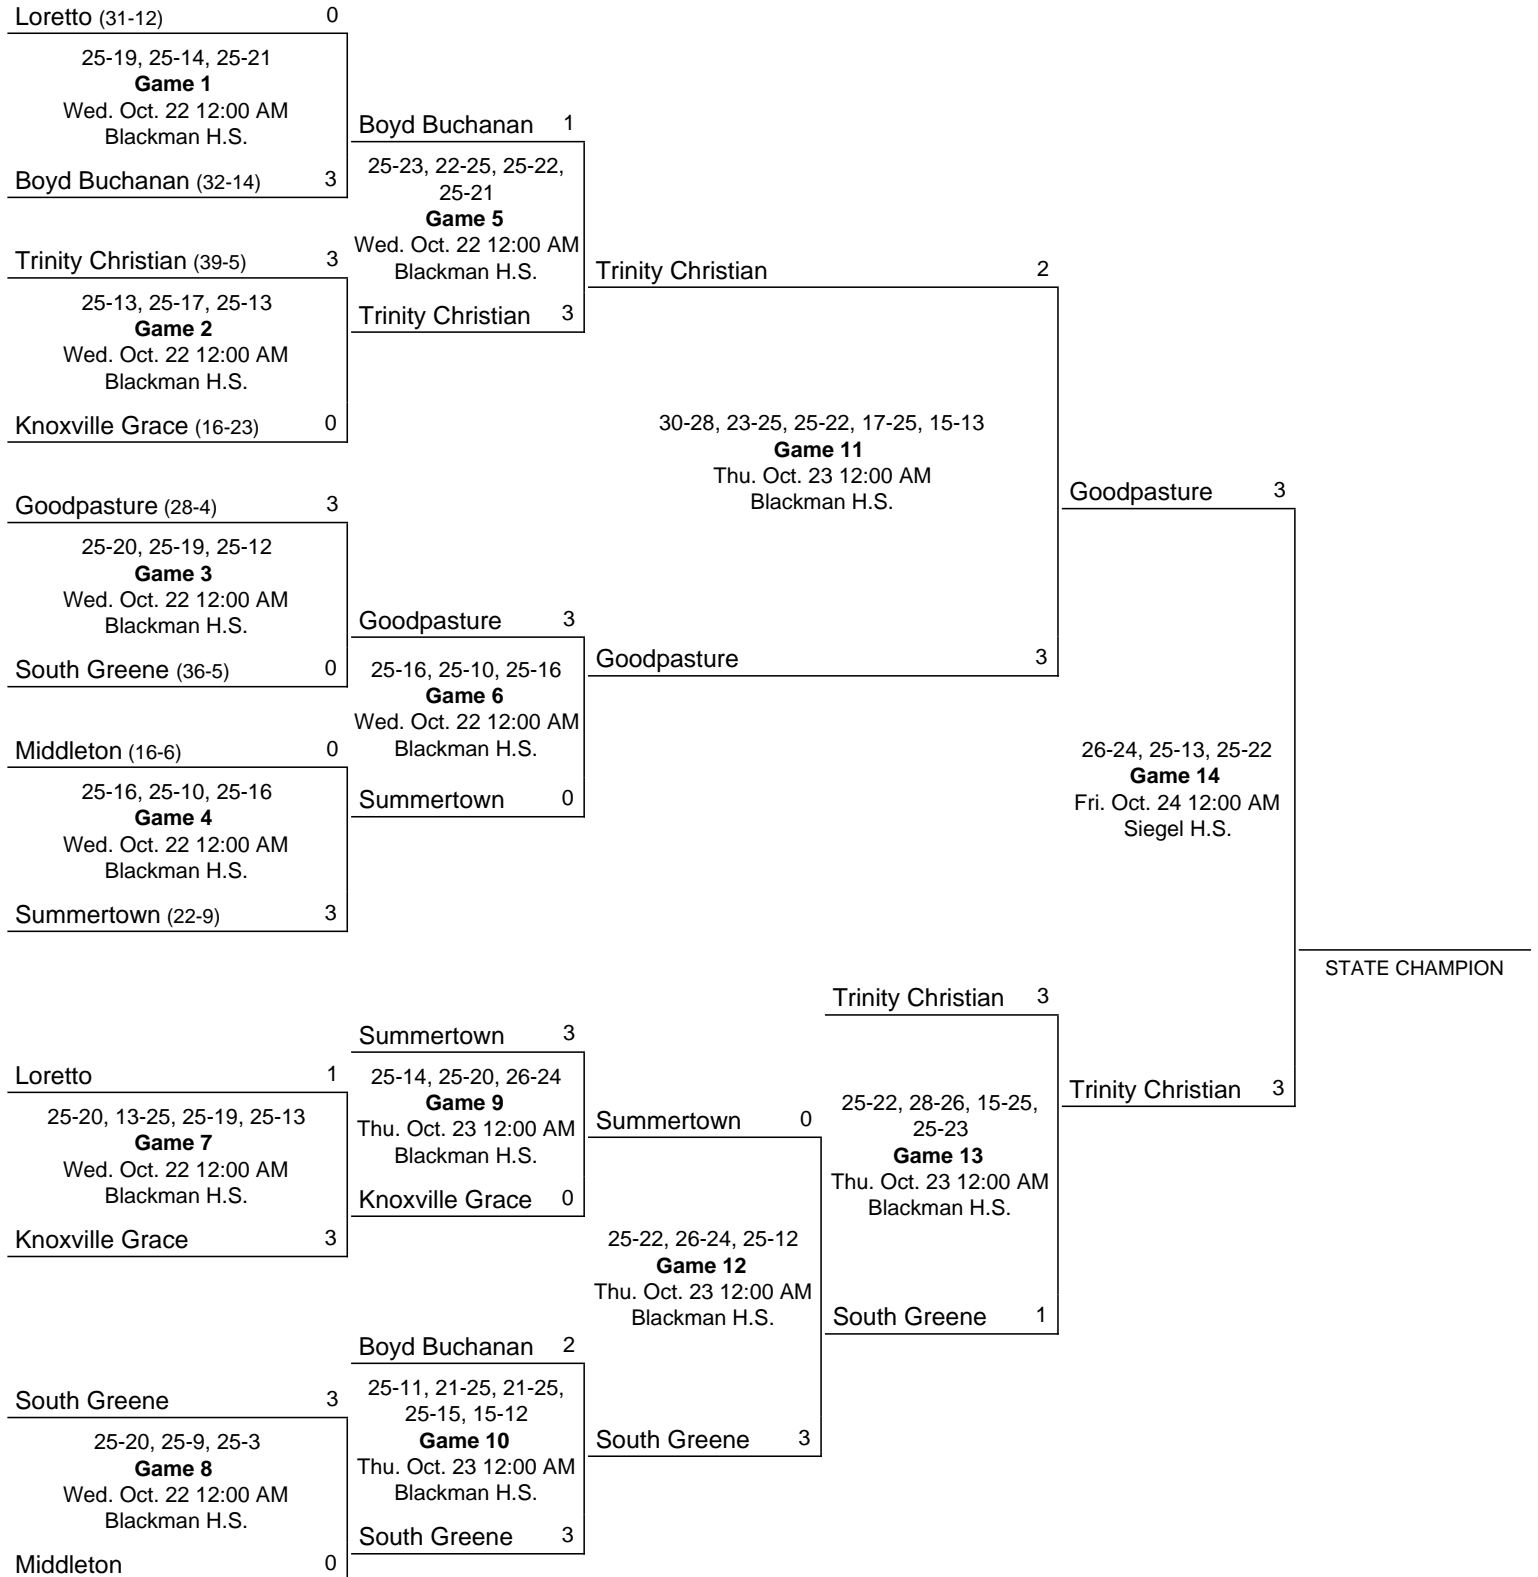 Loretto (31-12) 0
25-19, 25-14, 25-21
Game 1
Wed. Oct. 22 12:00 AM
Blackman H.S.
Boyd Buchanan (32-14) 3
Trinity Christian (39-5) 3
25-13, 25-17, 25-13
Game 2
Wed. Oct. 22 12:00 AM
Blackman H.S.
Knoxville Grace (16-23) 0
Goodpasture (28-4) 3
25-20, 25-19, 25-12
Game 3
Wed. Oct. 22 12:00 AM
Blackman H.S.
South Greene (36-5) 0
Middleton (16-6) 0
25-16, 25-10, 25-16
Game 4
Wed. Oct. 22 12:00 AM
Blackman H.S.
Summertown (22-9) 3
Boyd Buchanan 1
25-23, 22-25, 25-22,
25-21
Game 5
Wed. Oct. 22 12:00 AM
Blackman H.S.
Trinity Christian 3
Goodpasture 3
25-16, 25-10, 25-16
Game 6
Wed. Oct. 22 12:00 AM
Blackman H.S.
Summertown 0
Trinity Christian 2
30-28, 23-25, 25-22, 17-25, 15-13
Game 11
Thu. Oct. 23 12:00 AM
Blackman H.S.
Goodpasture 3
Goodpasture 3
26-24, 25-13, 25-22
Game 14
Fri. Oct. 24 12:00 AM
Siegel H.S.
Trinity Christian 3
STATE CHAMPION
Loretto 1
25-20, 13-25, 25-19, 25-13
Game 7
Wed. Oct. 22 12:00 AM
Blackman H.S.
Knoxville Grace 3
South Greene 3
25-20, 25-9, 25-3
Game 8
Wed. Oct. 22 12:00 AM
Blackman H.S.
Middleton 0
Summertown 3
25-14, 25-20, 26-24
Game 9
Thu. Oct. 23 12:00 AM
Blackman H.S.
Knoxville Grace 0
Boyd Buchanan 2
25-11, 21-25, 21-25,
25-15, 15-12
Game 10
Thu. Oct. 23 12:00 AM
Blackman H.S.
South Greene 3
Summertown 0
25-22, 26-24, 25-12
Game 12
Thu. Oct. 23 12:00 AM
Blackman H.S.
South Greene 3
Trinity Christian 3
25-22, 28-26, 15-25,
25-23
Game 13
Thu. Oct. 23 12:00 AM
Blackman H.S.
South Greene 1